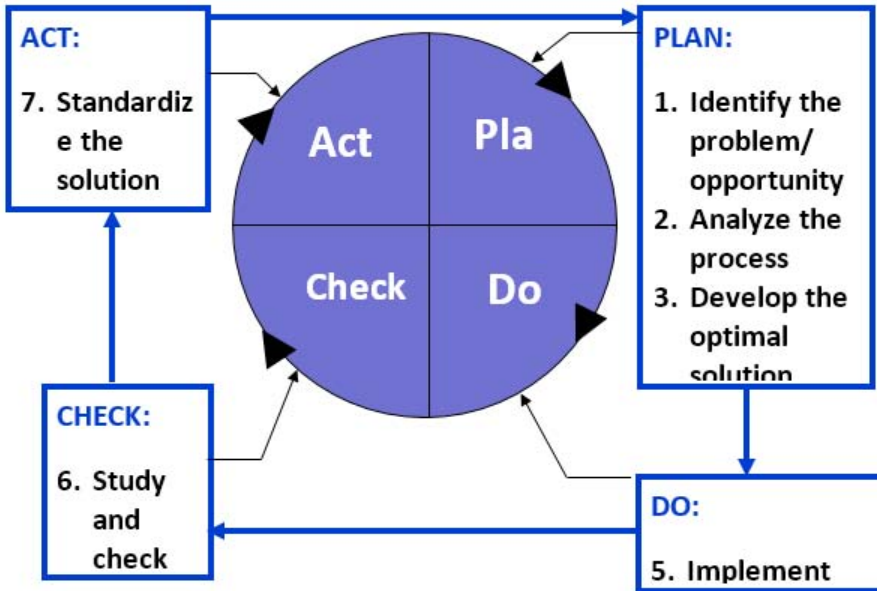 ACT:
7. Standardiz
e the
solution
Act
Pla
Check
Do
PLAN:
1. Identify the
problem/
opportunity
2. Analyze the
process
3. Develop the
optimal
solution
DO:
5. Implement
CHECK:
6. Study
and
check